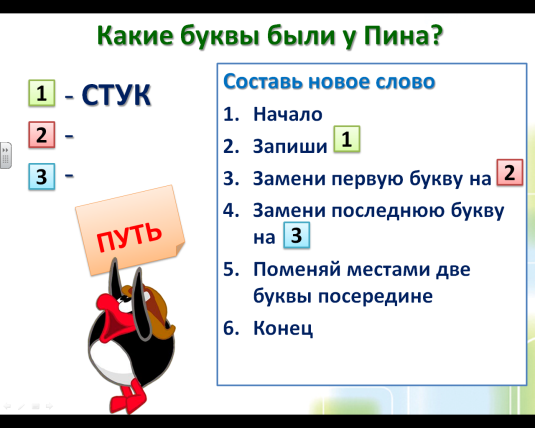 Какие буквы были у Пина?
1 - СТУК
2 -
3 -
ПУТЬ
Составь новое слово
1. Начало
2. Запиши 1
3. Замени первую букву на 2
4. Замени последнюю букву
на 3
5. Поменяй местами две
буквы посередине
6. Конец